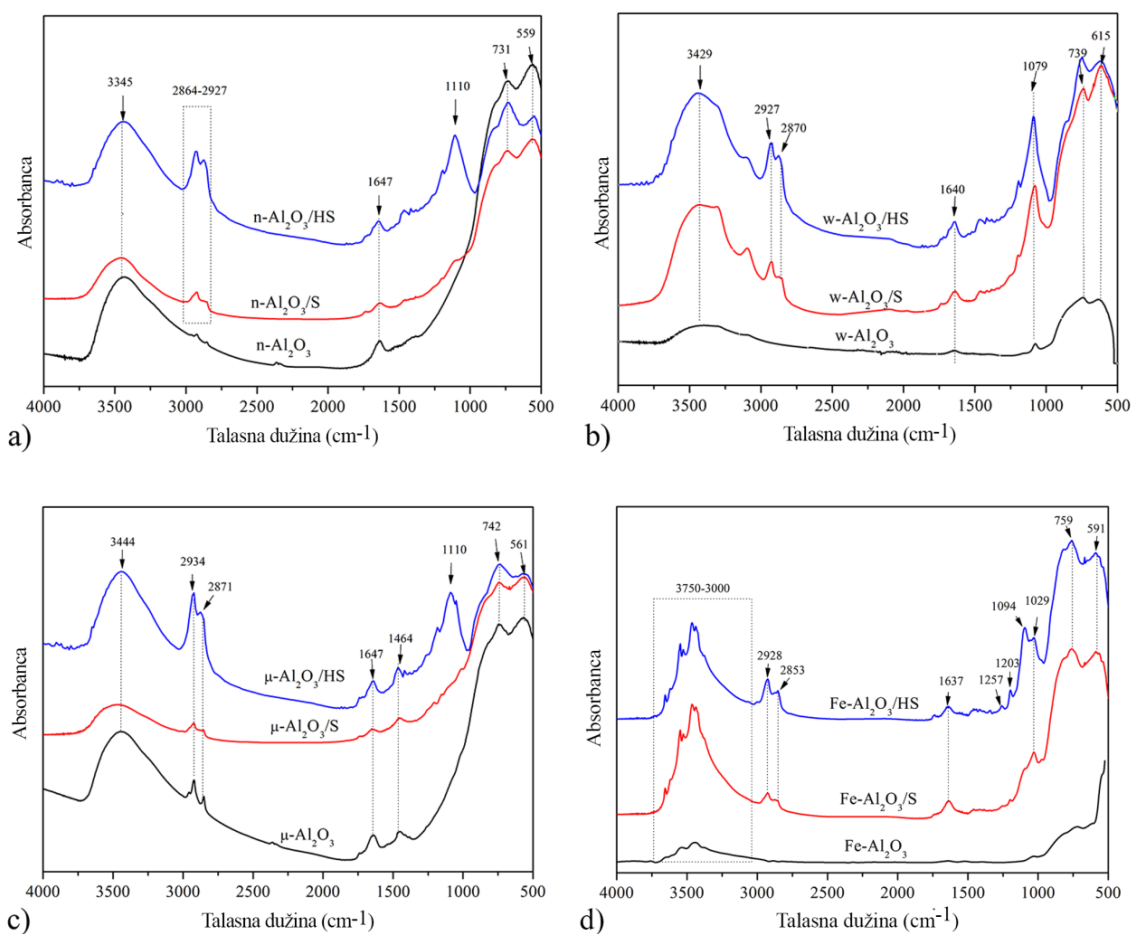 3345
2864-2927
1110
731
559
1647
n-Al₂O₃/HS
n-Al₂O₃/S
n-Al₂O₃
Absorbanca
4000 3500 3000 2500 2000 1500 1000 500
Talasna dužina (cm⁻¹)
a)
3429
2927
2870
1640
1079
739
615
w-Al₂O₃/HS
w-Al₂O₃/S
w-Al₂O₃
Absorbanca
4000 3500 3000 2500 2000 1500 1000 500
Talasna dužina (cm⁻¹)
b)
3444
2934
2871
1647
1464
1110
742
561
μ-Al₂O₃/HS
μ-Al₂O₃/S
μ-Al₂O₃
Absorbanca
4000 3500 3000 2500 2000 1500 1000 500
Talasna dužina (cm⁻¹)
c)
3750-3000
2928
2853
1637
1257
1203
1094
1029
759
591
Fe-Al₂O₃/HS
Fe-Al₂O₃/S
Fe-Al₂O₃
Absorbanca
4000 3500 3000 2500 2000 1500 1000 500
Talasna dužina (cm⁻¹)
d)